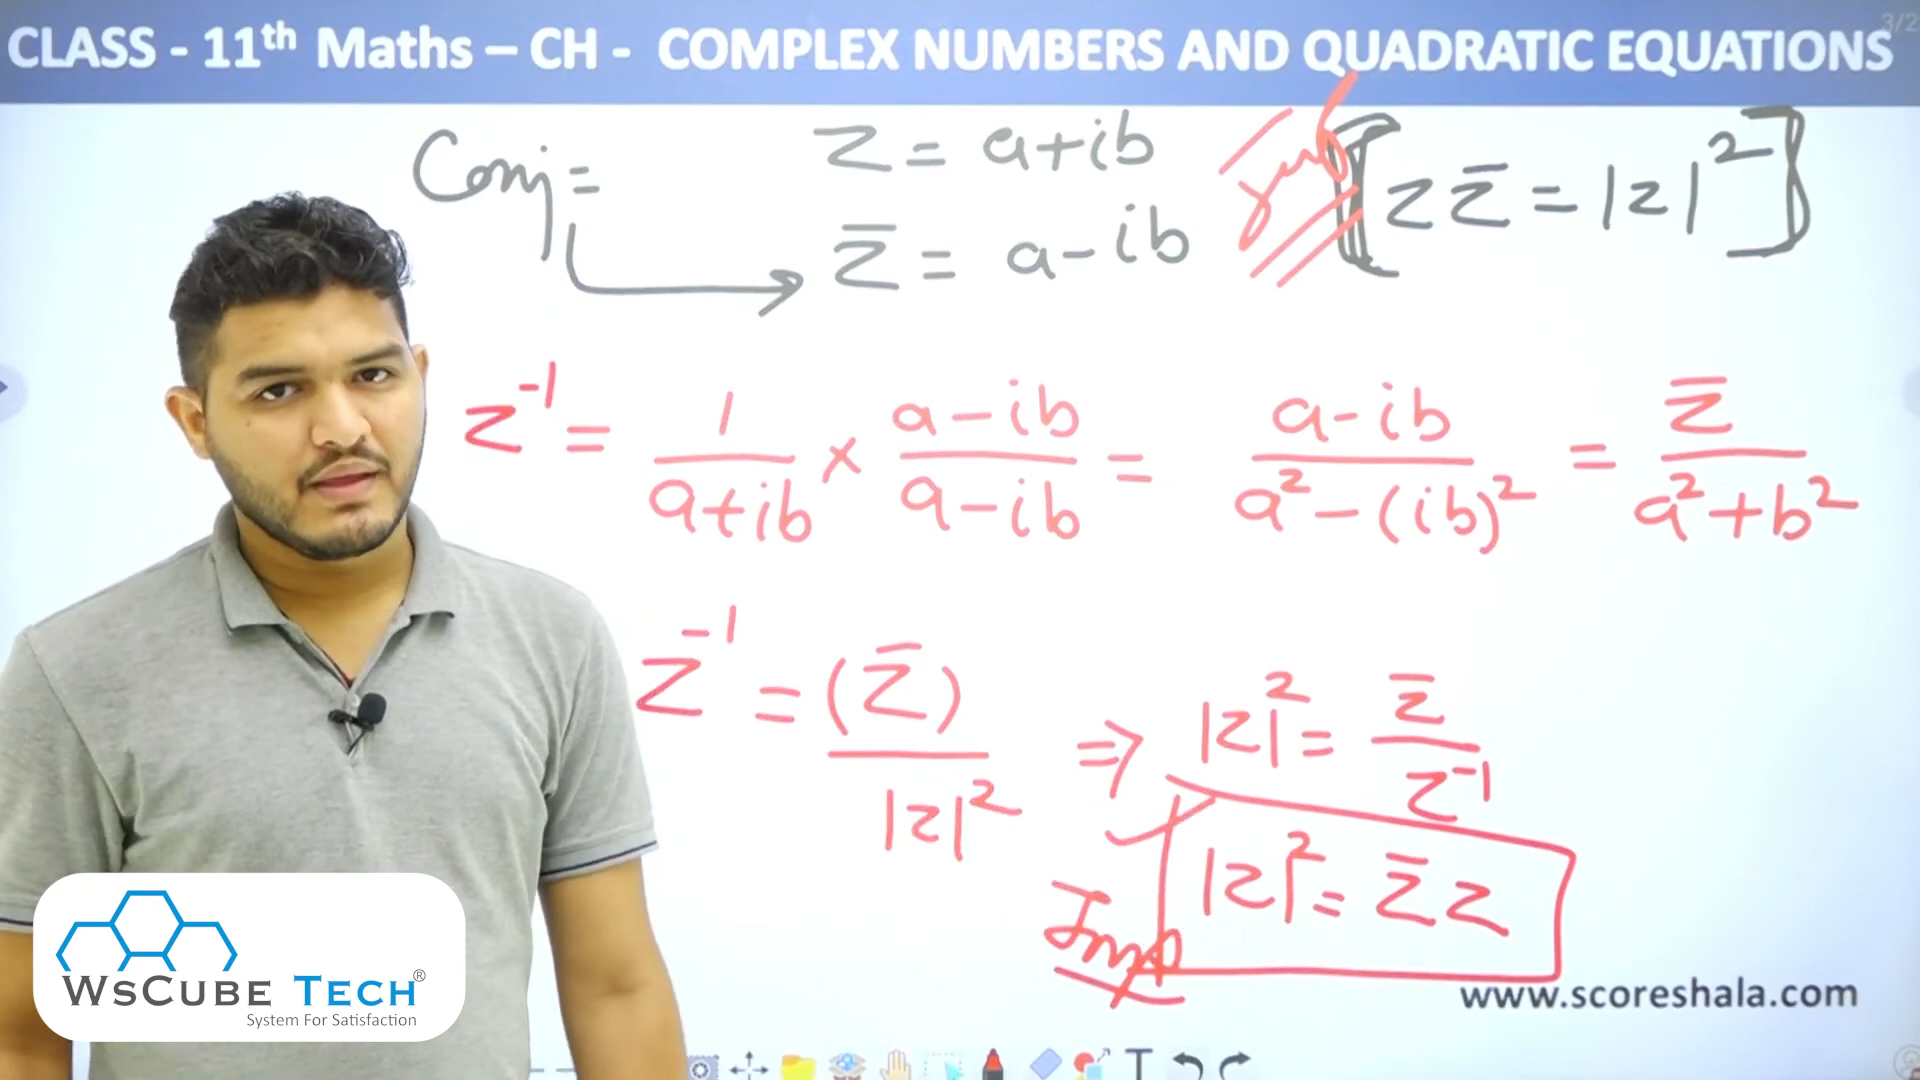 CLASS - 11th Maths – CH - COMPLEX NUMBERS AND QUADRATIC EQUATIONS
3/2
Conj = z = a+ib
z̄ = a-ib
Imp [z z̄ = |z|²]
z⁻¹ = 1/(a+ib) × (a-ib)/(a-ib) = (a-ib)/(a²-(ib)²) = z̄/(a²+b²)
z⁻¹ = (z̄)/|z|² ⇒ |z|² = z̄/z⁻¹
Imp |z|² = z̄ z
www.scoreshala.com
WsCube Tech®
System For Satisfaction
T